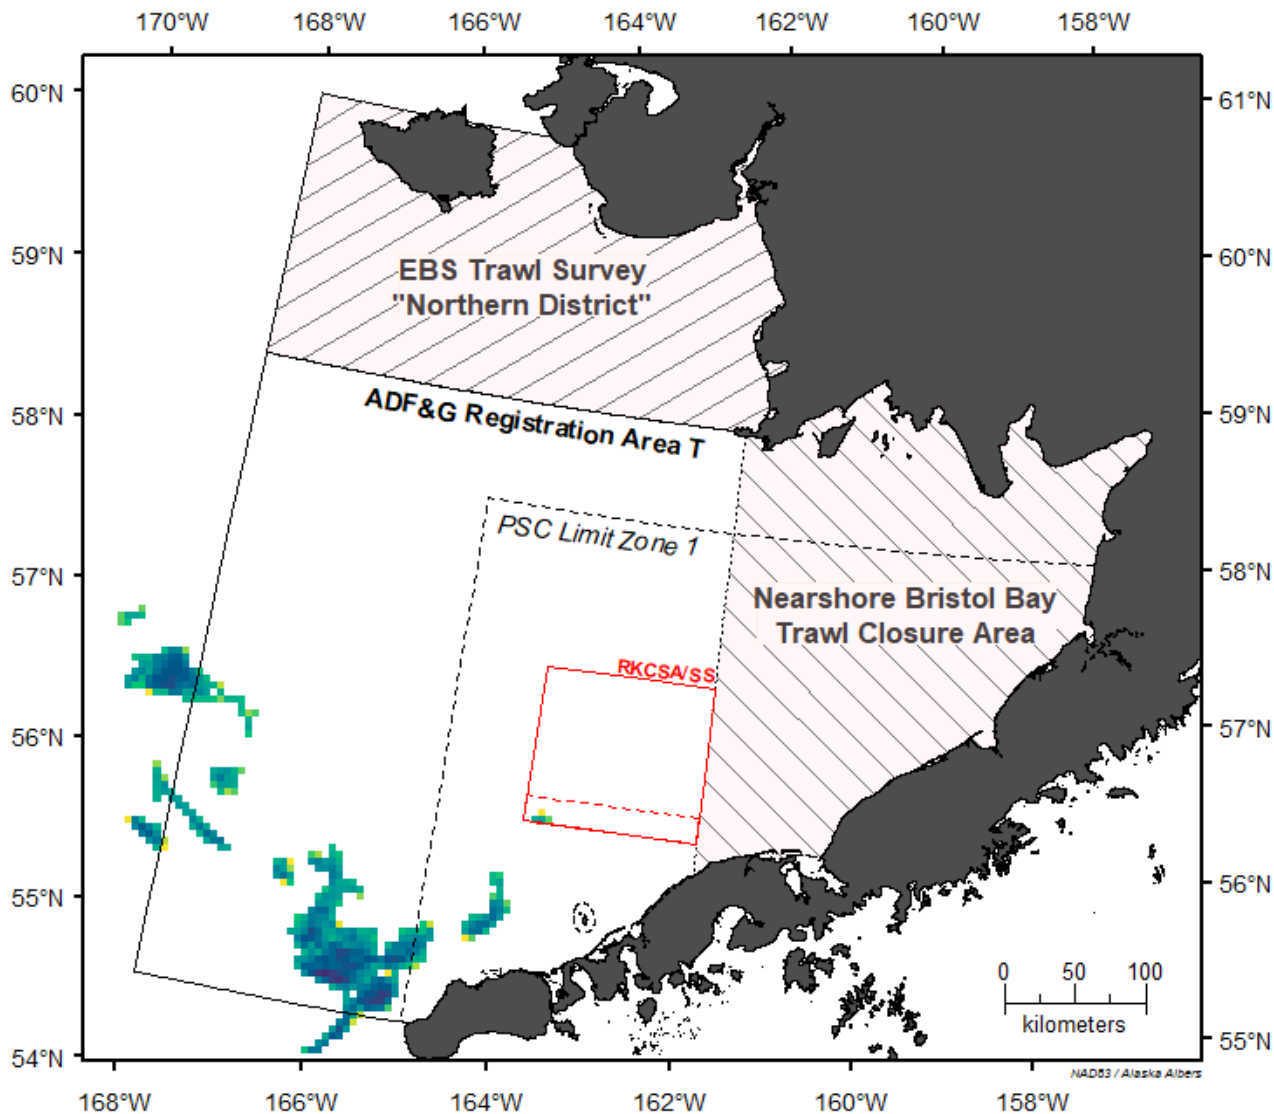 170°W 168°W 166°W 164°W 162°W 160°W 158°W
60°N
61°N
59°N
60°N
EBS Trawl Survey
"Northern District"
58°N
59°N
ADF&G Registration Area T
PSC Limit Zone 1
57°N
58°N
Nearshore Bristol Bay
Trawl Closure Area
RKCSA/SS
56°N
57°N
55°N
56°N
0 50 100
kilometers
54°N
55°N
NAD83 / Alaska Albers
168°W 166°W 164°W 162°W 160°W 158°W